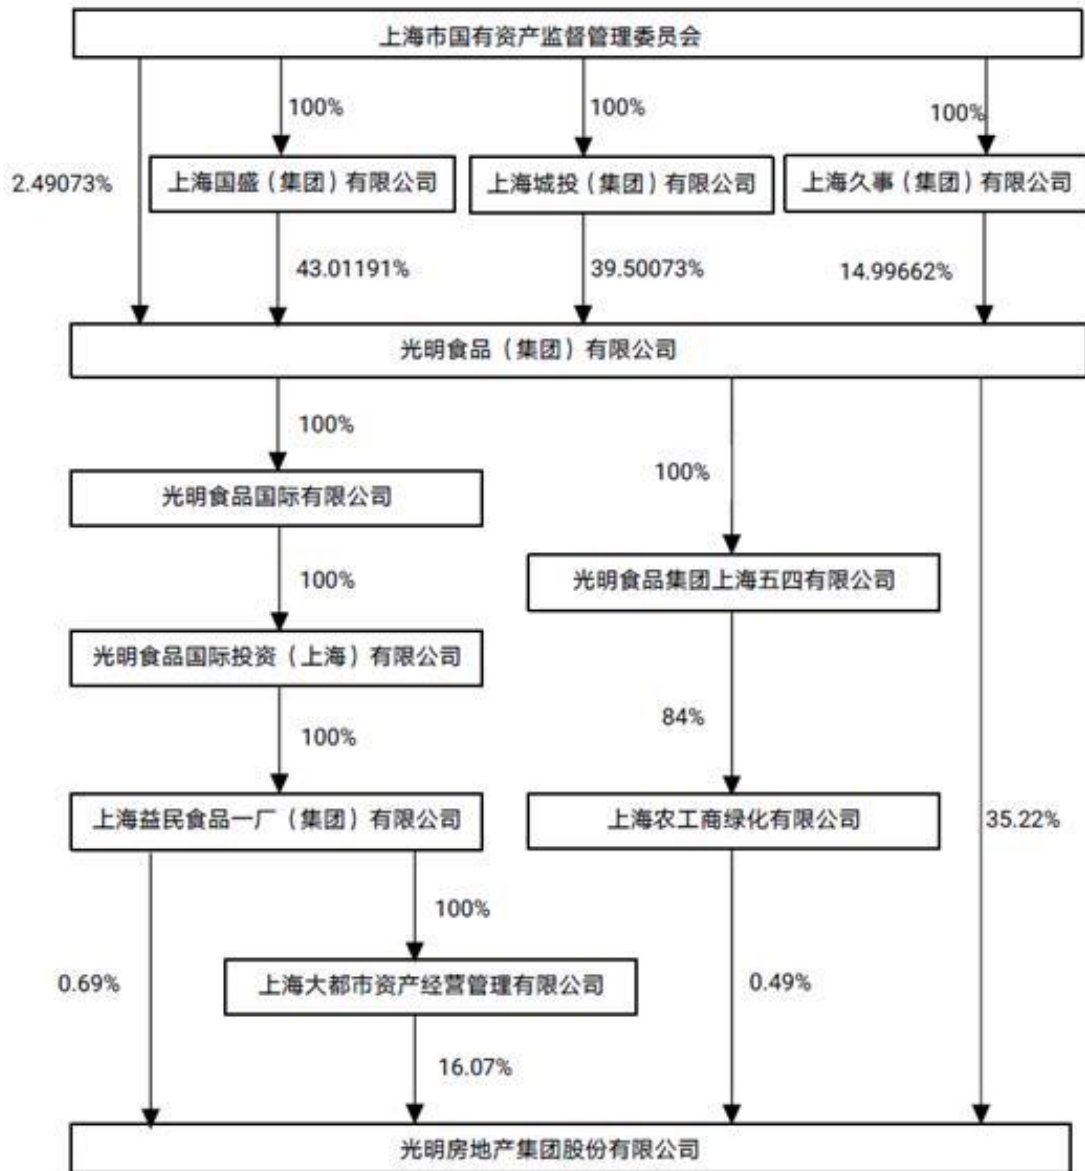 上海市国有资产监督管理委员会
100%
100%
100%
2.49073%
上海国盛（集团）有限公司
上海城投（集团）有限公司
上海久事（集团）有限公司
43.01191%
39.50073%
14.99662%
光明食品（集团）有限公司
100%
100%
光明食品国际有限公司
100%
光明食品集团上海五四有限公司
光明食品国际投资（上海）有限公司
84%
100%
上海益民食品一厂（集团）有限公司
上海农工商绿化有限公司
35.22%
100%
0.69%
上海大都市资产经营管理有限公司
0.49%
16.07%
光明房地产集团股份有限公司